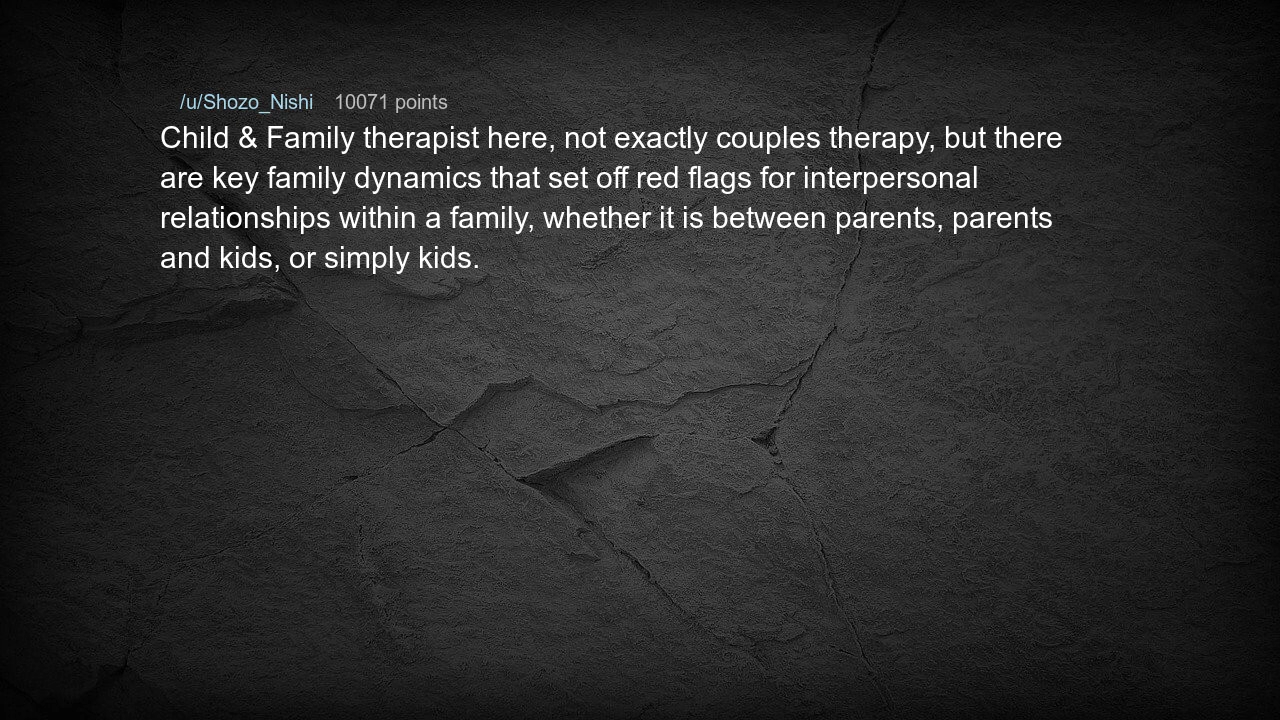 /u/Shozo_Nishi 10071 points
Child & Family therapist here, not exactly couples therapy, but there
are key family dynamics that set off red flags for interpersonal
relationships within a family, whether it is between parents, parents
and kids, or simply kids.